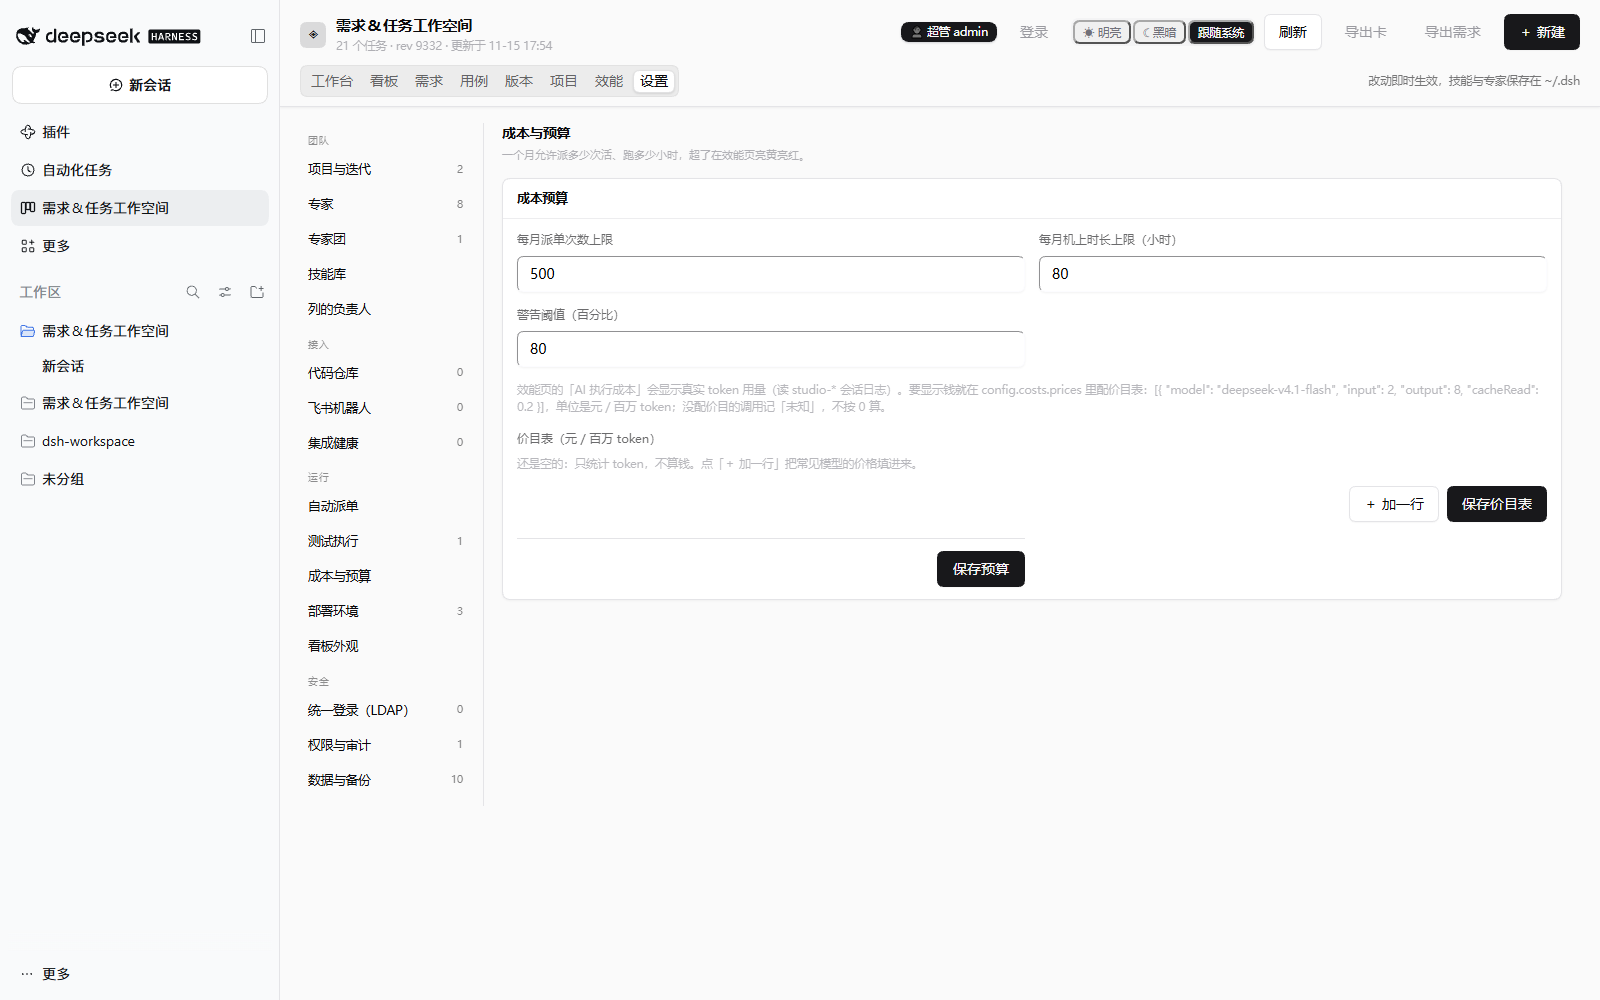 deepseek HARNESS
新会话
插件
自动化任务
需求＆任务工作空间
更多
工作区
需求＆任务工作空间
新会话
需求＆任务工作空间
dsh-workspace
未分组
··· 更多
需求＆任务工作空间
21 个任务 · rev 9332 · 更新于 11-15 17:54
超管 admin
登录
明亮
黑暗
跟随系统
刷新
导出卡
导出需求
+ 新建
工作台 看板 需求 用例 版本 项目 效能 设置
改动即时生效，技能与专家保存在 ~/.dsh
团队
项目与迭代 2
专家 8
专家团 1
技能库
列的负责人
接入
代码仓库 0
飞书机器人 0
集成健康 0
运行
自动派单
测试执行 1
成本与预算
部署环境 3
看板外观
安全
统一登录（LDAP） 0
权限与审计 1
数据与备份 10
成本与预算
一个月允许派多少次活、跑多少小时，超了在效能页亮黄亮红。
成本预算
每月派单次数上限
500
每月机上时长上限（小时）
80
警告阈值（百分比）
80
效能页的「AI 执行成本」会显示真实 token 用量（读 studio-* 会话日志）。要显示钱就在 config.costs.prices 里配价目表：[{ "model": "deepseek-v4.1-flash", "input": 2, "output": 8, "cacheRead":
0.2 }]，单位是元 / 百万 token；没配价目的调用记「未知」，不按 0 算。
价目表（元 / 百万 token）
还是空的：只统计 token，不算钱。点「＋ 加一行」把常见模型的价格填进来。
+ 加一行
保存价目表
保存预算